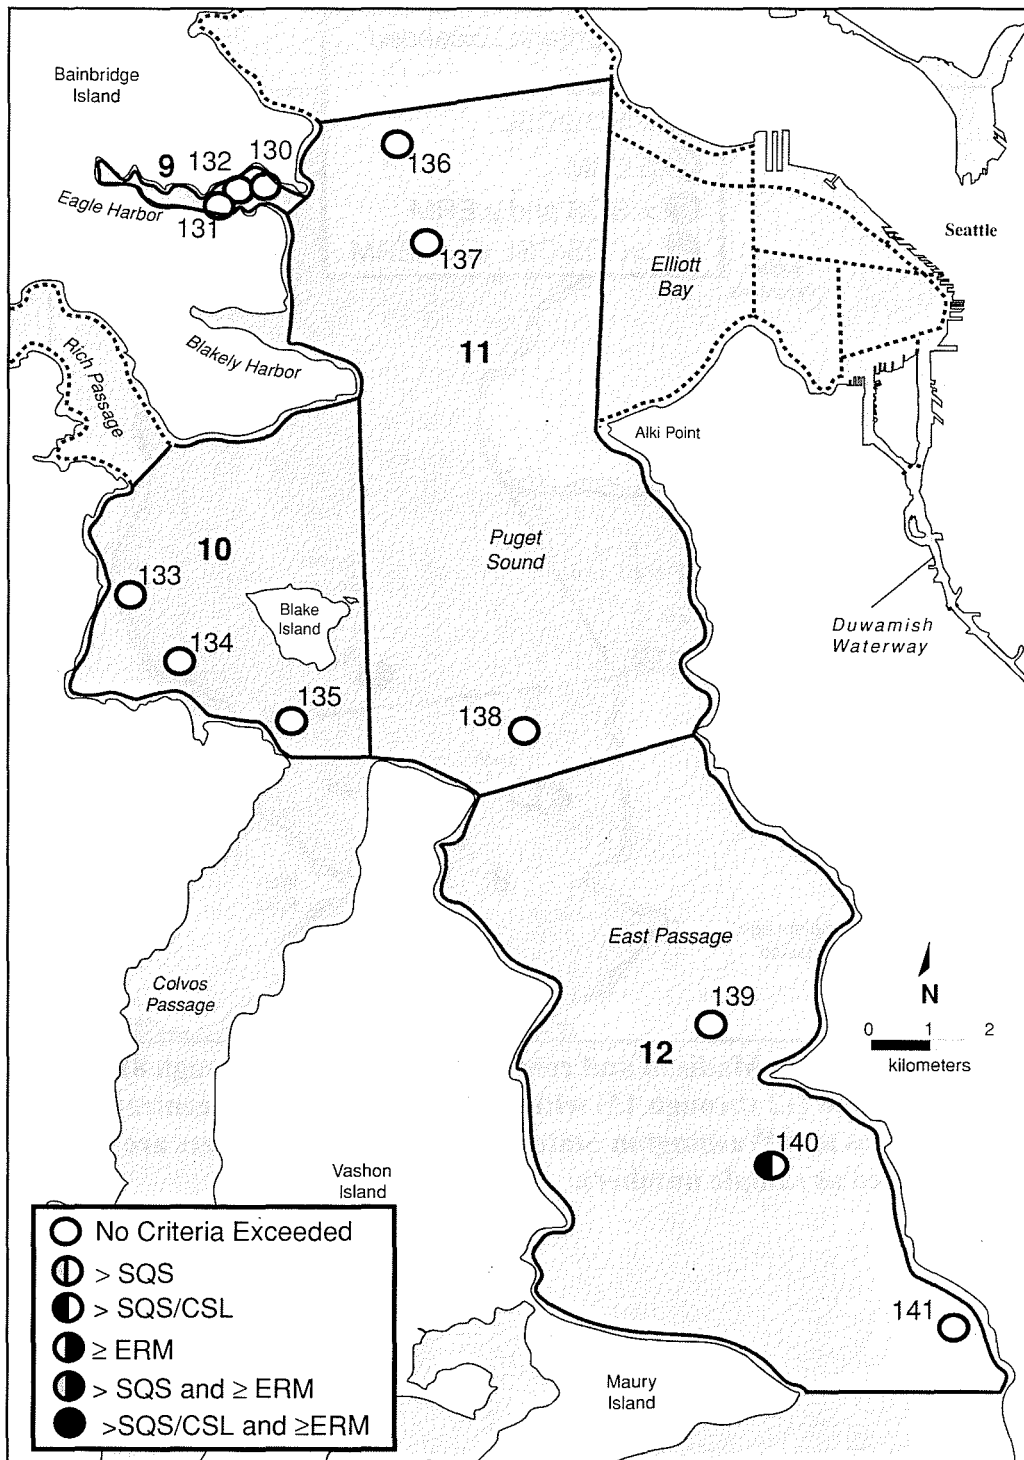 Bainbridge
Island
9
132
130
131
Eagle Harbor
136
137
Elliott
Bay
Seattle
11
Rich Passage
Blakely Harbor
Alki Point
10
133
134
135
Blake
Island
Puget
Sound
138
Duwamish
Waterway
East Passage
139
12
Colvos
Passage
N
0 1 2
kilometers
140
Vashon
Island
141
Maury
Island
No Criteria Exceeded
> SQS
> SQS/CSL
≥ ERM
> SQS and ≥ ERM
>SQS/CSL and ≥ERM